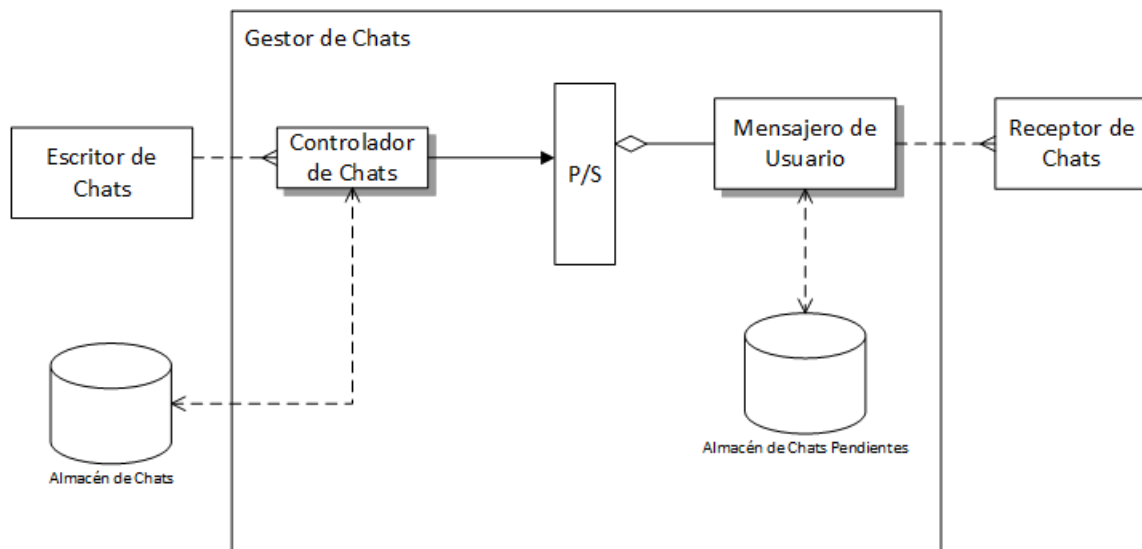 Gestor de Chats
Escritor de
Chats
Controlador
de Chats
P/S
Mensajero de
Usuario
Receptor de
Chats
Almacén de Chats
Almacén de Chats Pendientes